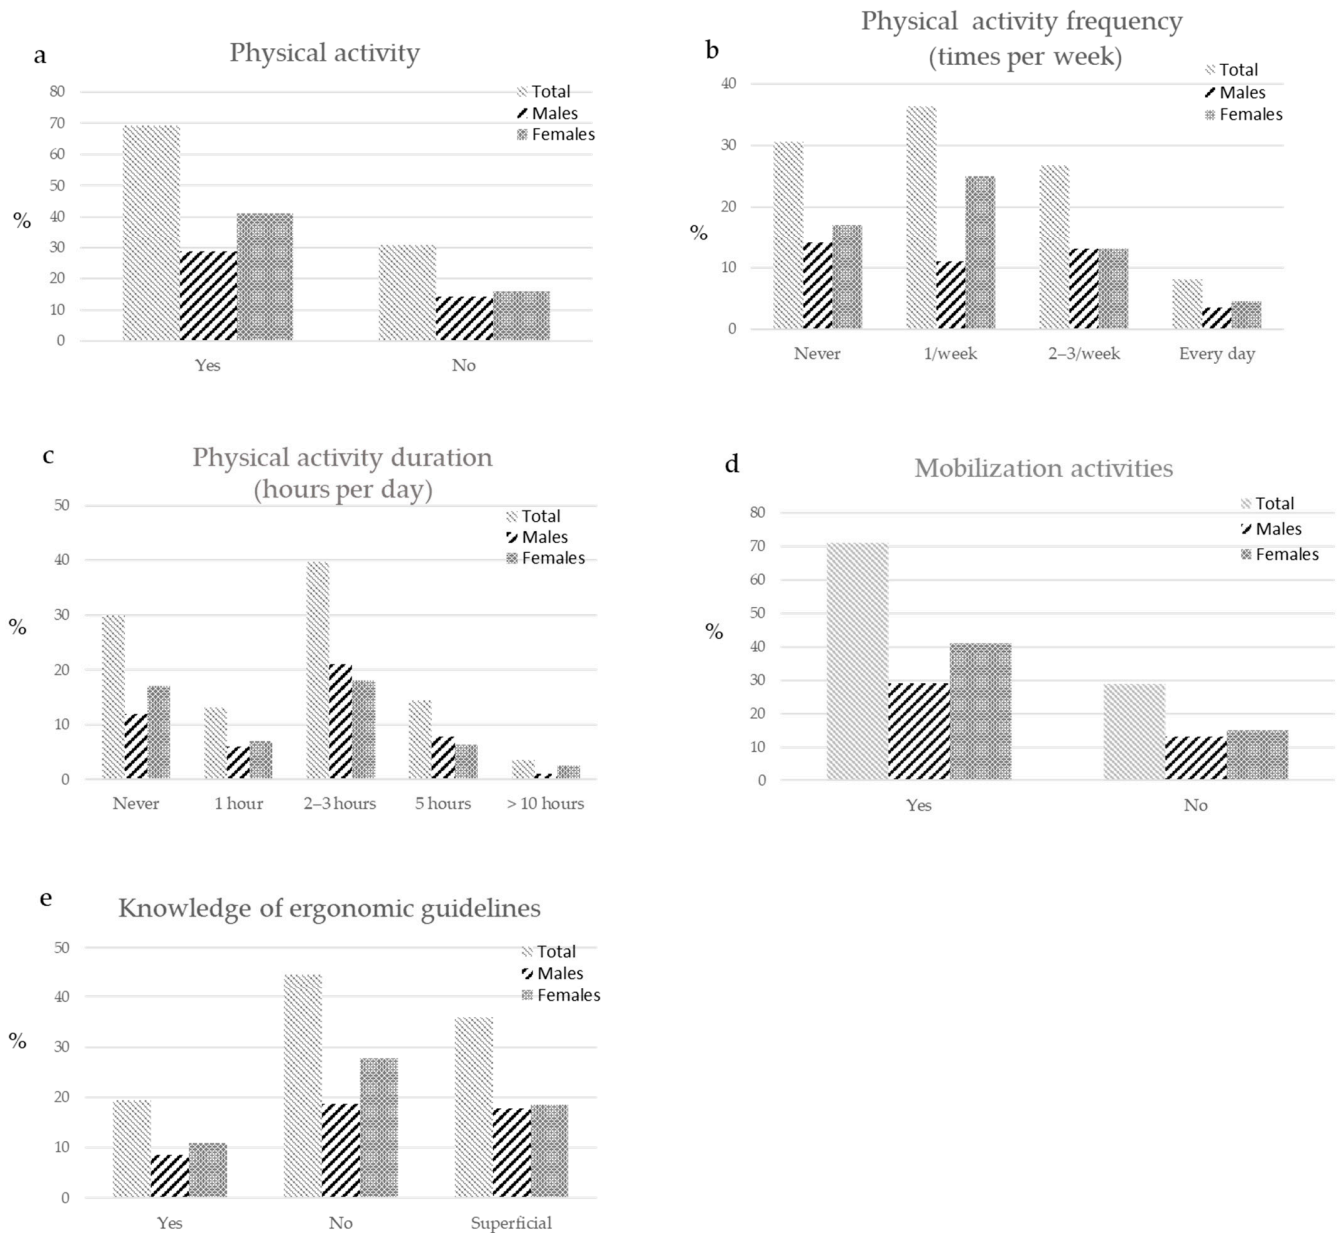 a
Physical activity
80
70
60
50
40
30
20
10
0
%
Total
Males
Females
Yes No
b
Physical activity frequency
(times per week)
40
30
20
10
0
%
Total
Males
Females
Never 1/week 2–3/week Every day
c
Physical activity duration
(hours per day)
50
40
30
20
10
0
%
Total
Males
Females
Never 1 hour 2–3 hours 5 hours > 10 hours
d
Mobilization activities
80
70
60
50
40
30
20
10
0
%
Total
Males
Females
Yes No
e
Knowledge of ergonomic guidelines
50
40
30
20
10
0
%
Total
Males
Females
Yes No Superficial